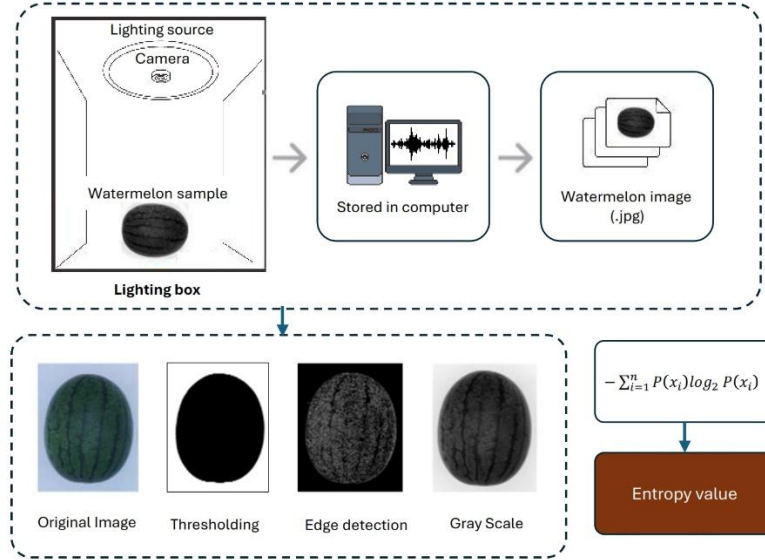 Lighting source
Camera
Watermelon sample
Lighting box
Stored in computer
Watermelon image
(.jpg)
Original Image
Thresholding
Edge detection
Gray Scale
$-\sum_{i=1}^{n} P(x_i) log_2 P(x_i)$
Entropy value